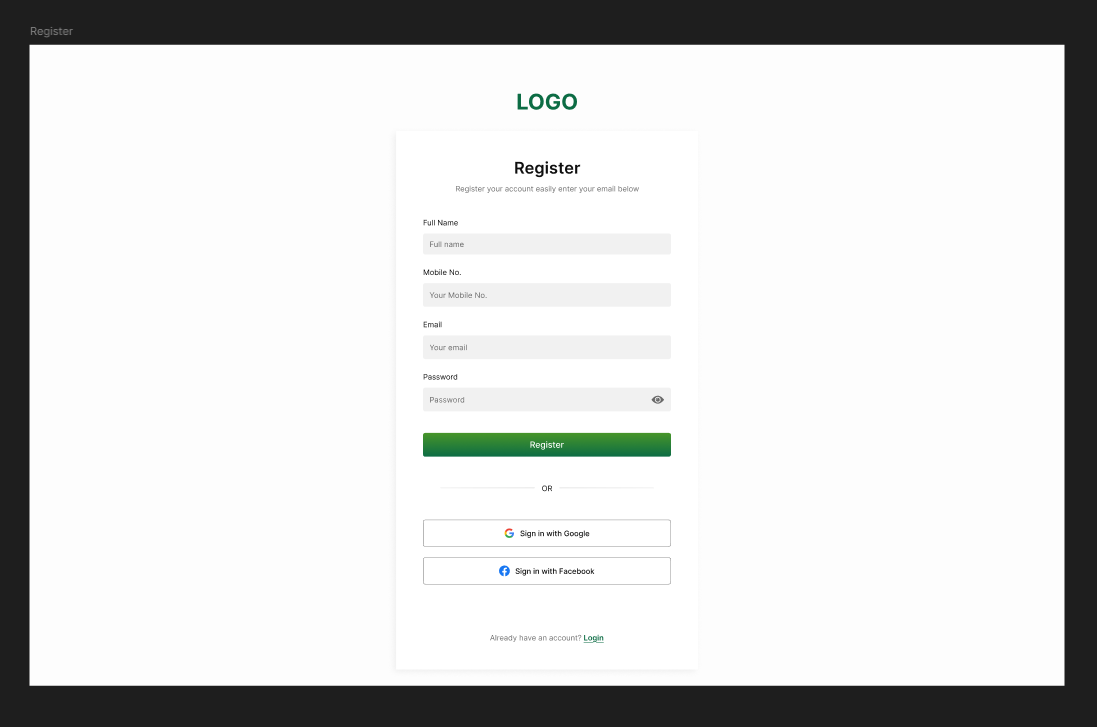 Register
LOGO
Register
Register your account easily enter your email below
Full Name
Full name
Mobile No.
Your Mobile No.
Email
Your email
Password
Password
Register
OR
Sign in with Google
Sign in with Facebook
Already have an account? Login